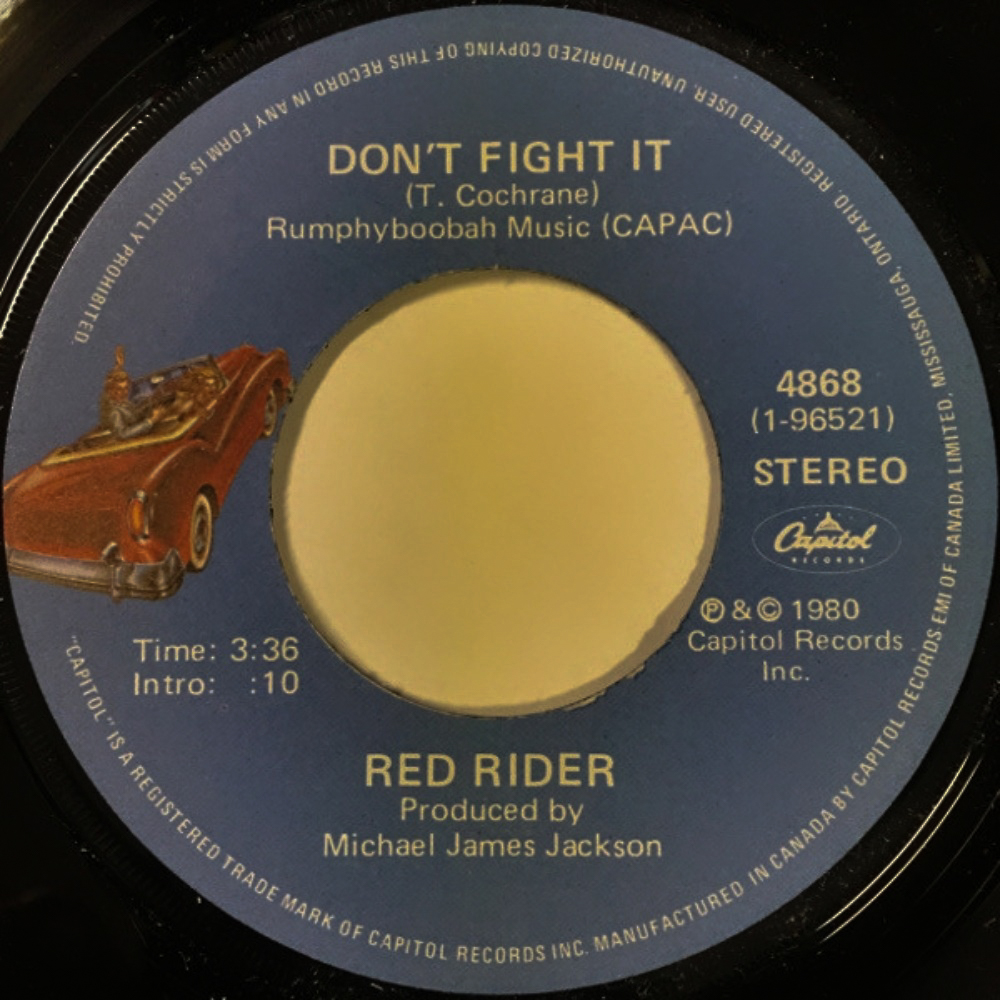 DON'T FIGHT IT
(T. Cochrane)
Rumphyboobah Music (CAPAC)
4868
(1-96521)
STEREO
Capitol
RECORDS
℗ & © 1980
Capitol Records
Inc.
Time: 3:36
Intro: :10
RED RIDER
Produced by
Michael James Jackson
"CAPITOL" IS A REGISTERED TRADE MARK OF CAPITOL RECORDS INC. MANUFACTURED IN CANADA BY CAPITOL RECORDS EMI OF CANADA LIMITED, MISSISSAUGA, ONTARIO. REGISTERED USER. UNAUTHORIZED COPYING OF THIS RECORD IN ANY FORM IS STRICTLY PROHIBITED.